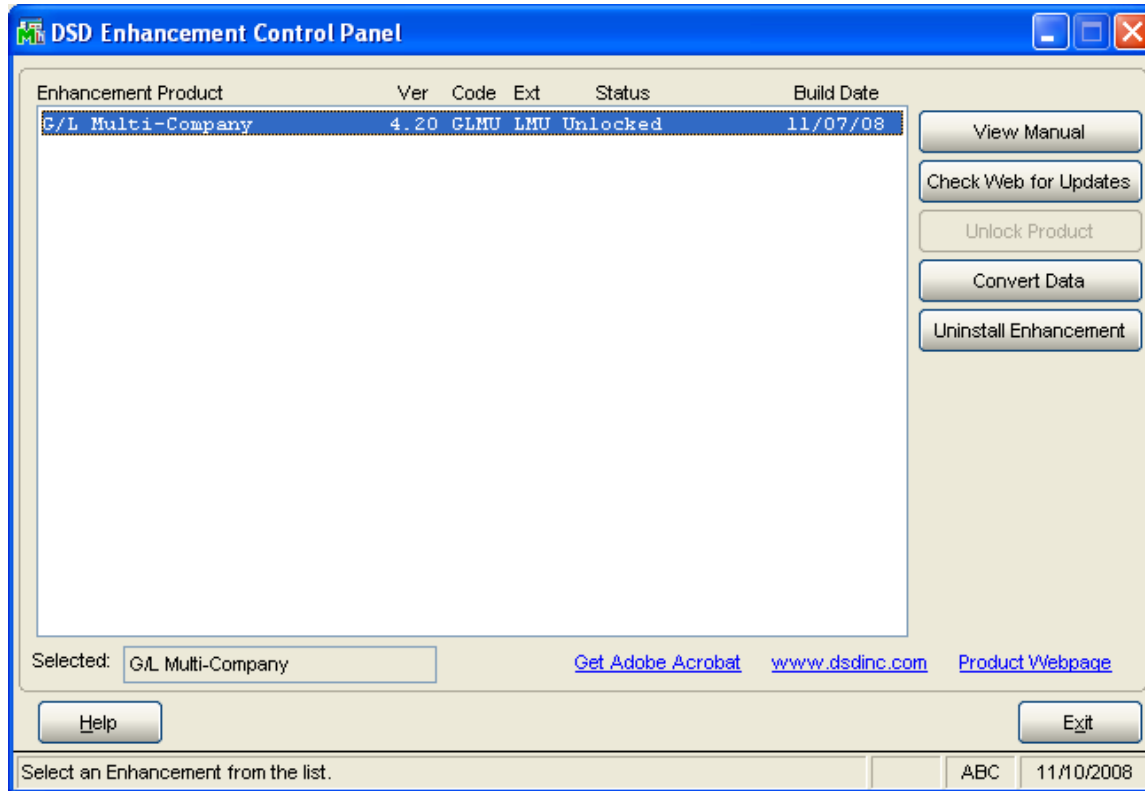 DSD Enhancement Control Panel
Enhancement Product Ver Code Ext Status Build Date
G/L Multi-Company 4.20 GLMU LMU Unlocked 11/07/08
View Manual
Check Web for Updates
Unlock Product
Convert Data
Uninstall Enhancement
Selected: G/L Multi-Company Get Adobe Acrobat www.dsdinc.com Product Webpage
Help Exit
Select an Enhancement from the list. ABC 11/10/2008